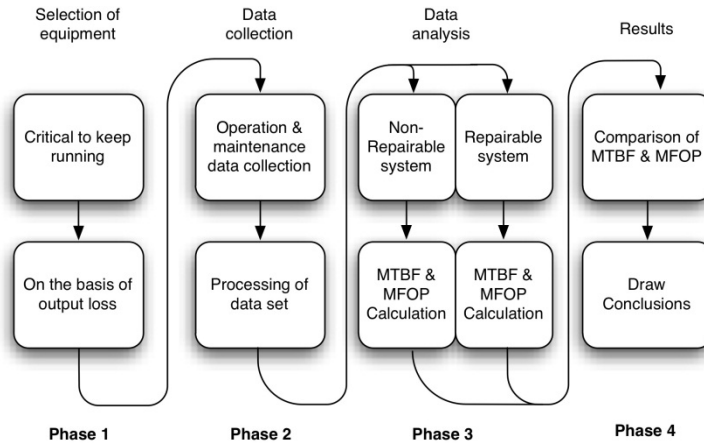 Selection of
equipment
Data
collection
Data
analysis
Results
Critical to keep
running
On the basis of
output loss
Operation &
maintenance
data collection
Processing of
data set
Non-
Repairable
system
Repairable
system
MTBF &
MFOP
Calculation
MTBF &
MFOP
Calculation
Comparison of
MTBF & MFOP
Draw
Conclusions
Phase 1
Phase 2
Phase 3
Phase 4